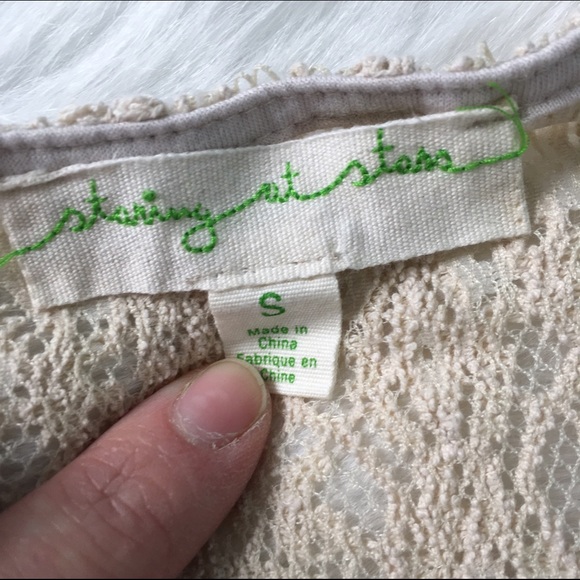 staring at stars
S
Made in
China
Fabrique en
Chine